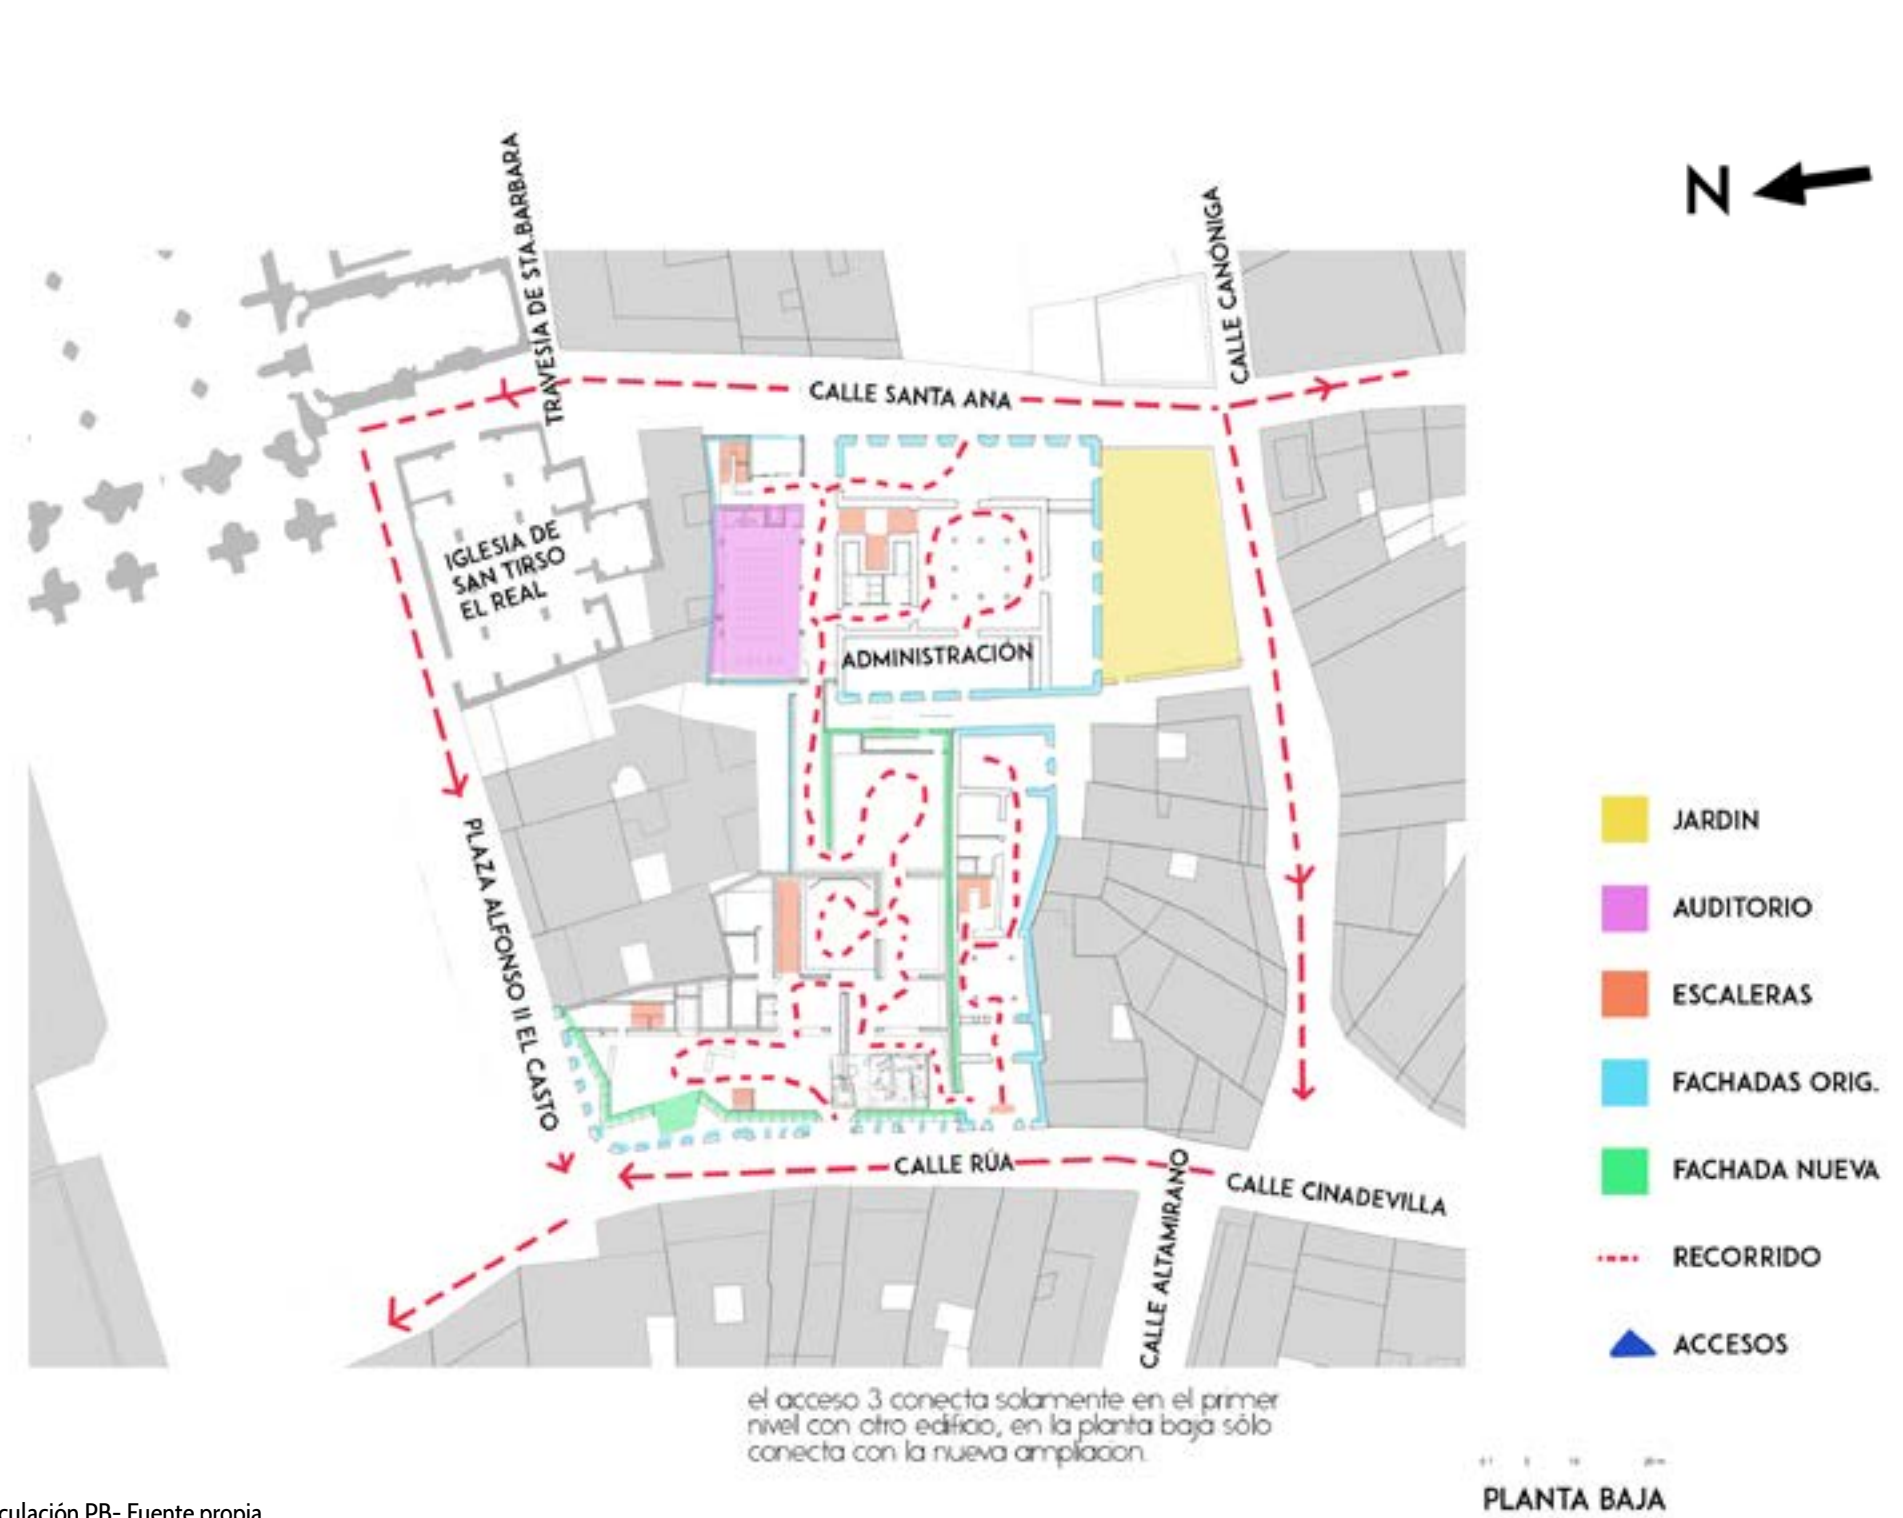 TRAVESÍA DE STA.BARBARA
CALLE CANÓNIGA
N
CALLE SANTA ANA
IGLESIA DE
SAN TIRSO
EL REAL
ADMINISTRACIÓN
PLAZA ALFONSO II EL CASTO
JARDIN
AUDITORIO
ESCALERAS
FACHADAS ORIG.
FACHADA NUEVA
RECORRIDO
ACCESOS
CALLE RÚA
CALLE CINADEVILLA
CALLE ALTAMIRANO
el acceso 3 conecta solamente en el primer
nivel con otro edificio, en la planta baja sólo
conecta con la nueva ampliacion.
PLANTA BAJA
culación PB- Fuente propia